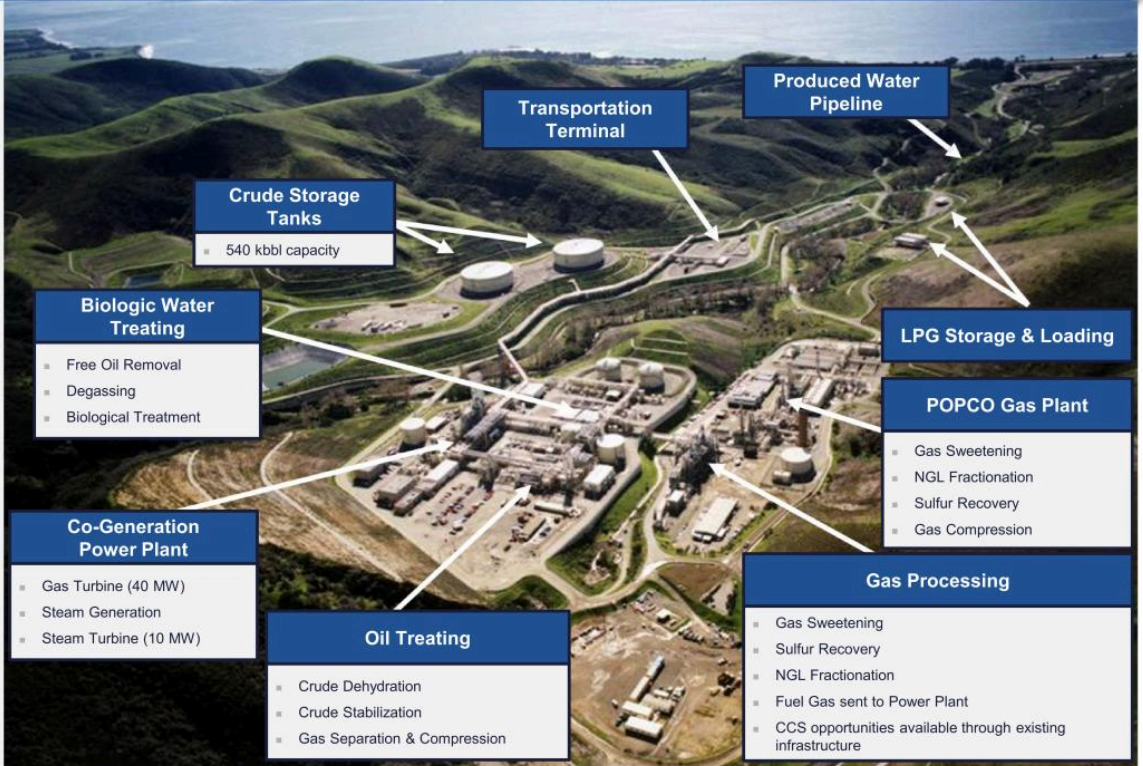 Produced Water
Pipeline
Transportation
Terminal
Crude Storage
Tanks
540 kbbl capacity
Biologic Water
Treating
Free Oil Removal
Degassing
Biological Treatment
LPG Storage & Loading
POPCO Gas Plant
Gas Sweetening
NGL Fractionation
Sulfur Recovery
Gas Compression
Co-Generation
Power Plant
Gas Turbine (40 MW)
Steam Generation
Steam Turbine (10 MW)
Oil Treating
Crude Dehydration
Crude Stabilization
Gas Separation & Compression
Gas Processing
Gas Sweetening
Sulfur Recovery
NGL Fractionation
Fuel Gas sent to Power Plant
CCS opportunities available through existing
infrastructure